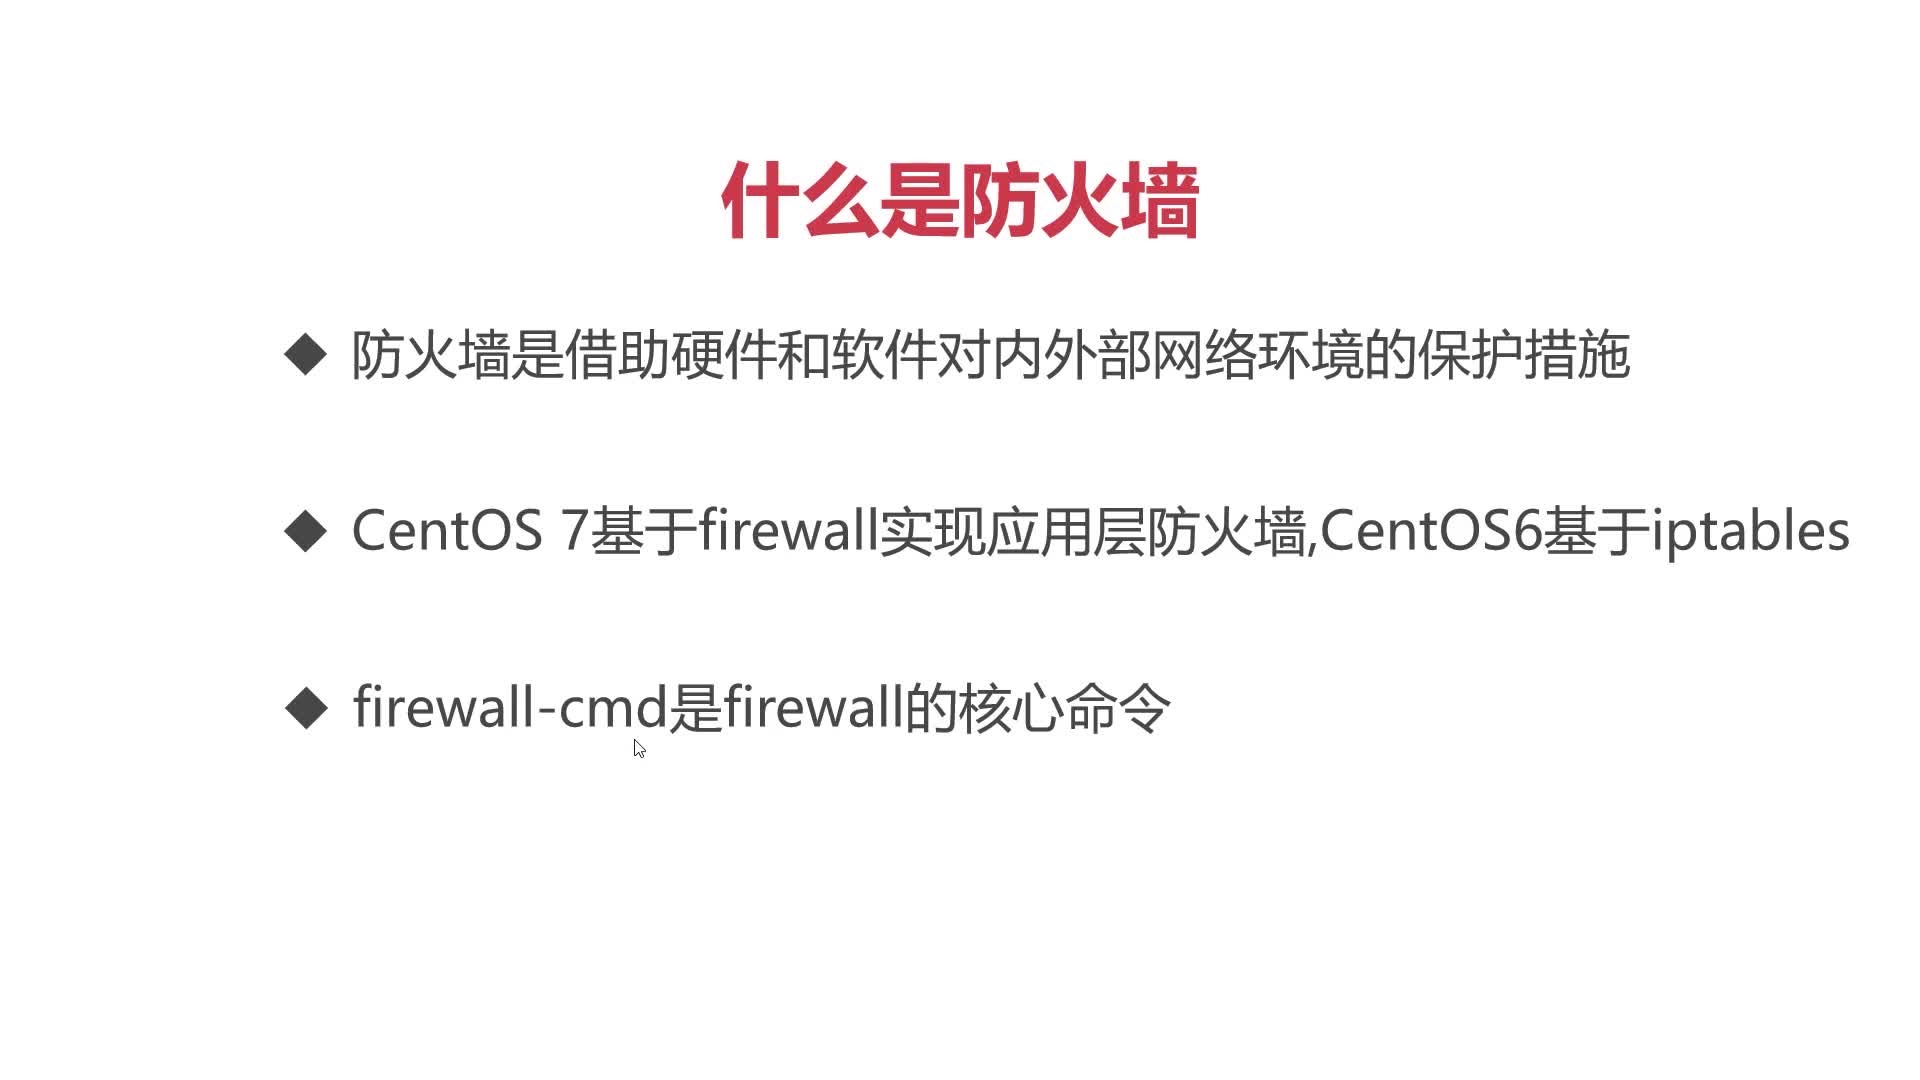 什么是防火墙
防火墙是借助硬件和软件对内外部网络环境的保护措施
CentOS 7基于firewall实现应用层防火墙,CentOS6基于iptables
firewall-cmd是firewall的核心命令